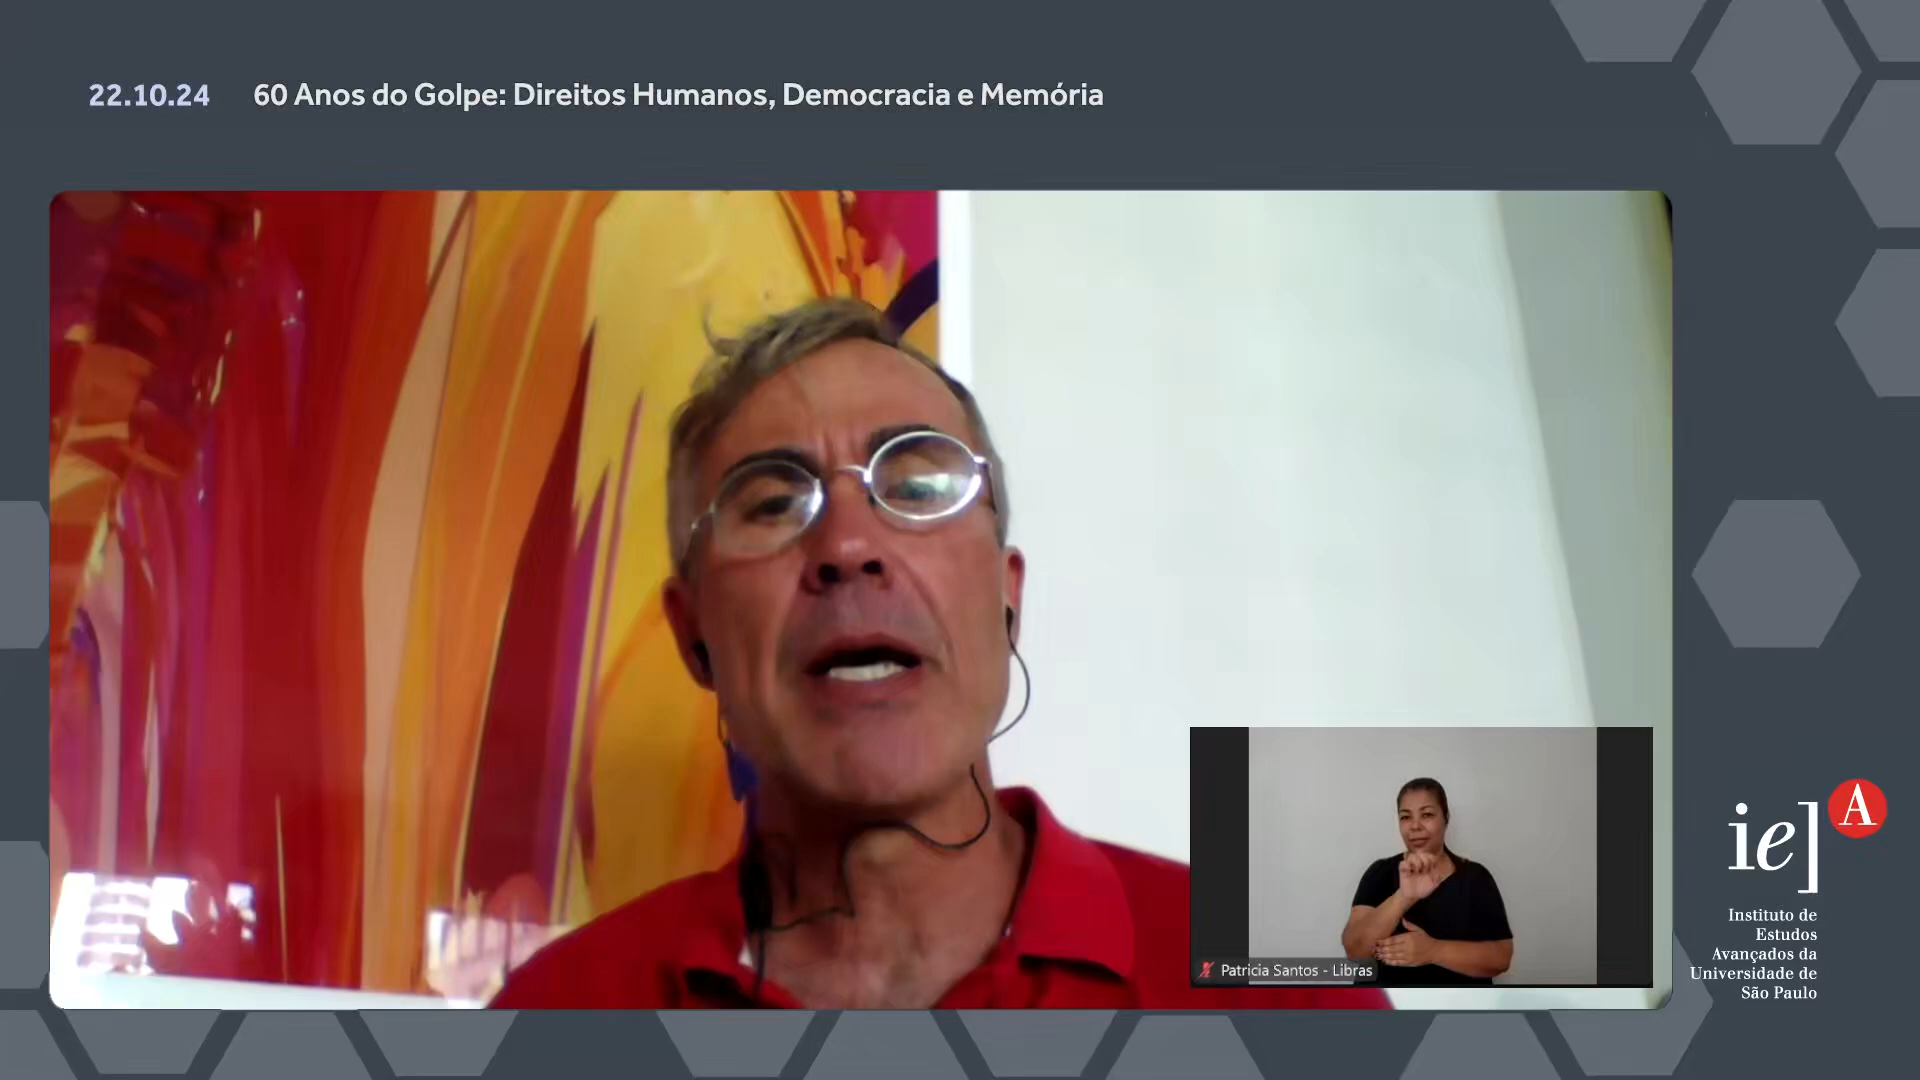 22.10.24 60 Anos do Golpe: Direitos Humanos, Democracia e Memória
Patricia Santos - Libras
ie] A
Instituto de
Estudos
Avançados da
Universidade de
São Paulo